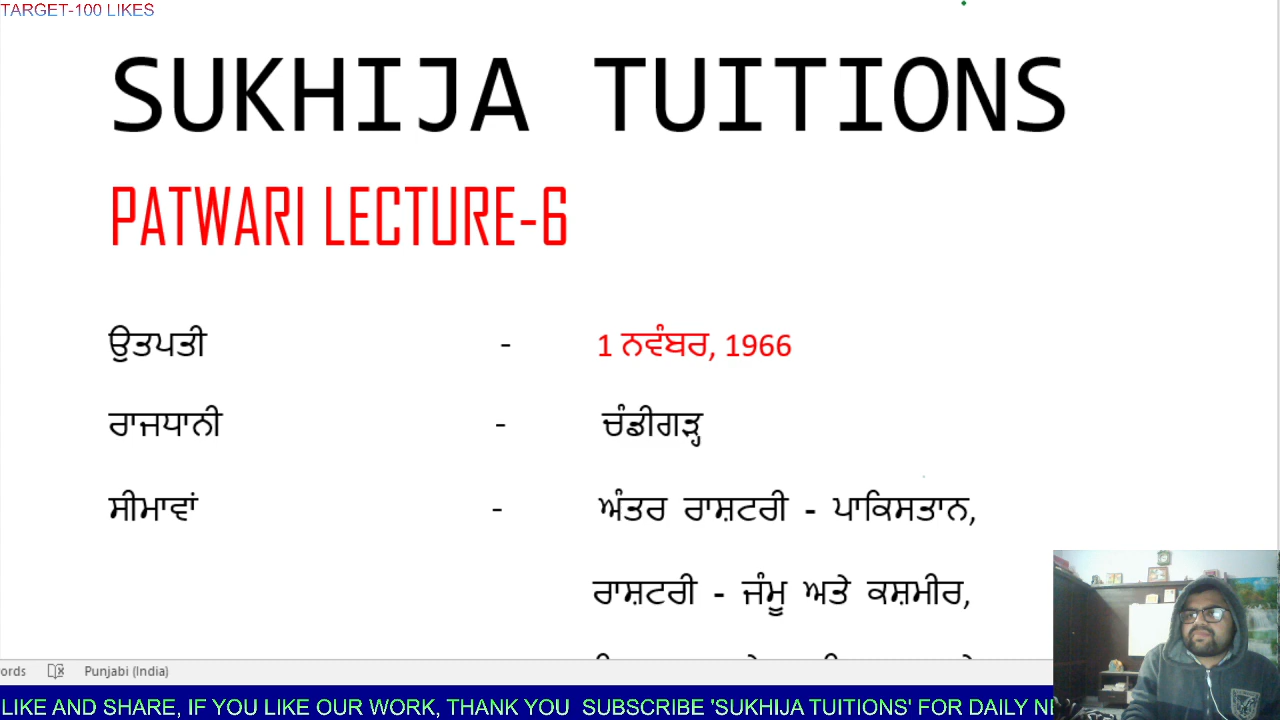 TARGET-100 LIKES
SUKHIJA TUITIONS
PATWARI LECTURE-6
ਉਤਪਤੀ - 1 ਨਵੰਬਰ, 1966
ਰਾਜਧਾਨੀ - ਚੰਡੀਗੜ੍ਹ
ਸੀਮਾਵਾਂ - ਅੰਤਰ ਰਾਸ਼ਟਰੀ - ਪਾਕਿਸਤਾਨ,
ਰਾਸ਼ਟਰੀ - ਜੰਮੂ ਅਤੇ ਕਸ਼ਮੀਰ,
Punjabi (India)
LIKE AND SHARE, IF YOU LIKE OUR WORK, THANK YOU SUBSCRIBE 'SUKHIJA TUITIONS' FOR DAILY